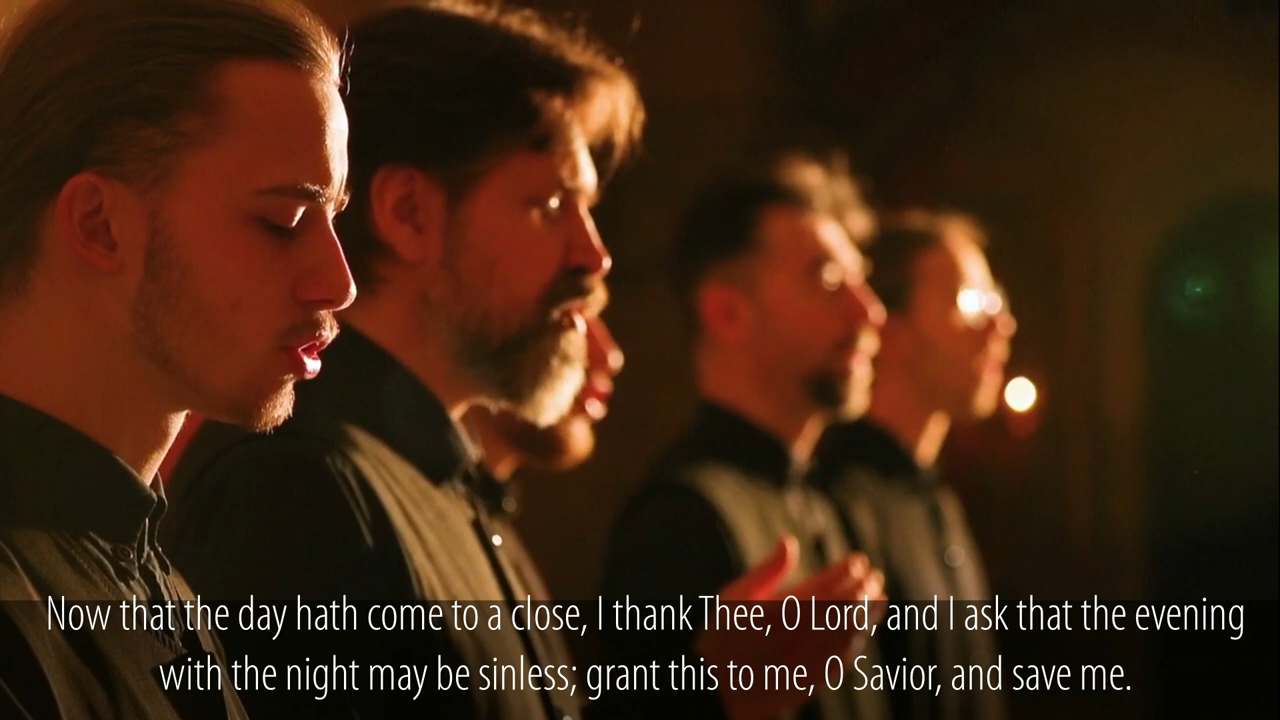 Now that the day hath come to a close, I thank Thee, O Lord, and I ask that the evening
with the night may be sinless; grant this to me, O Savior, and save me.